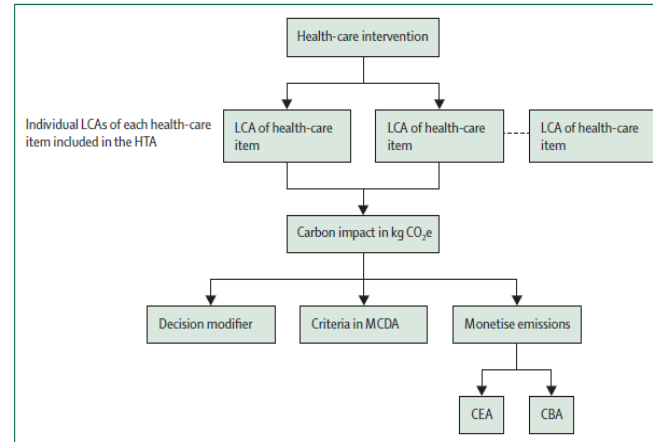 Health-care intervention
Individual LCAs of each health-care
item included in the HTA
LCA of health-care
item
LCA of health-care
item
LCA of health-care
item
Carbon impact in kg CO₂e
Decision modifier
Criteria in MCDA
Monetise emissions
CEA
CBA